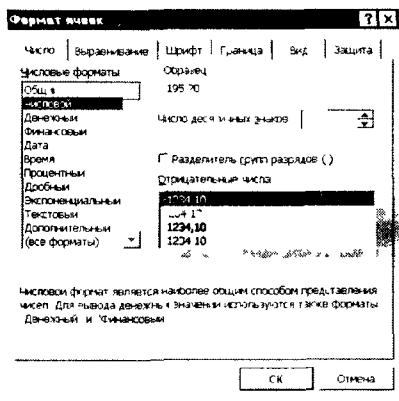 Формат ячеек
Число Выравнивание Шрифт Граница Вид Защита
Числовые форматы
Образец
195 70
Числовой
Денежный
Финансовый
Дата
Время
Процентный
Дробный
Экспоненциальный
Текстовый
Дополнительный
(все форматы)
Число десятичных знаков
Разделитель групп разрядов ( )
Отрицательные числа
-1234,10
1234,10
1234 10
Числовой формат является наиболее общим способом представления
чисел. Для вывода денежных значений используются также форматы
Денежный и Финансовый
ОК Отмена